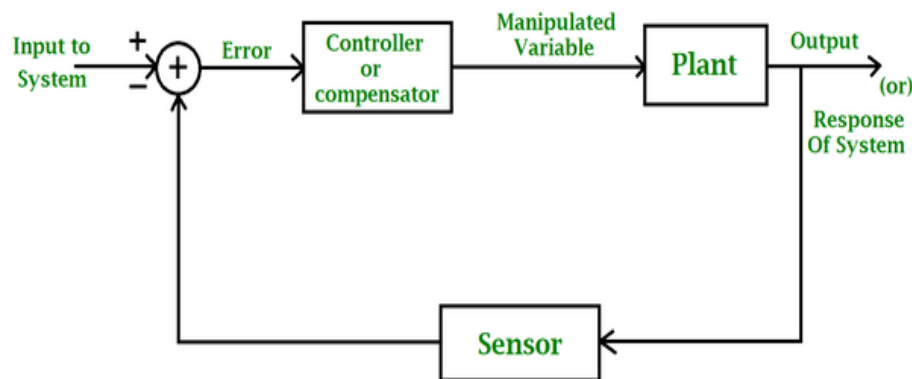 Input to
System
+
−
+
Error
Controller
or
compensator
Manipulated
Variable
Plant
Output
(or)
Response
Of System
Sensor